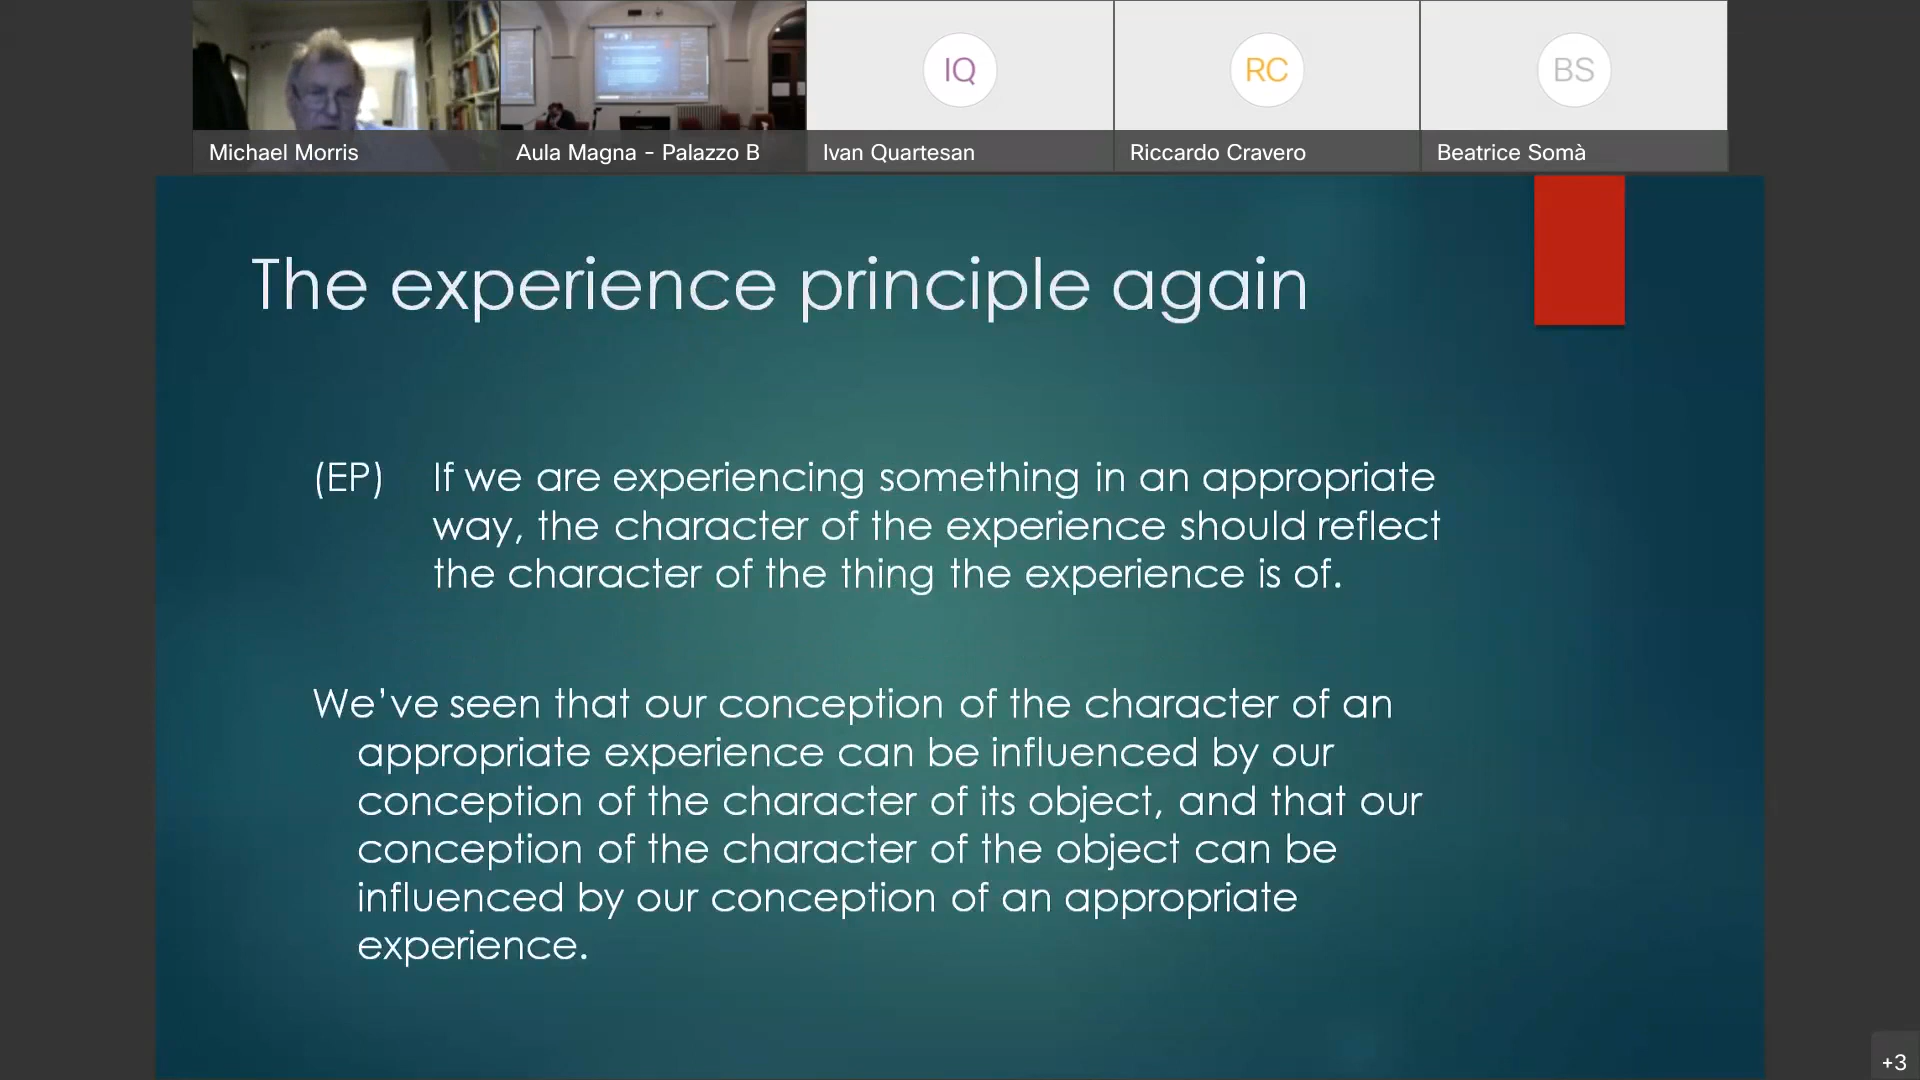 Michael Morris
Aula Magna - Palazzo B
IQ
Ivan Quartesan
RC
Riccardo Cravero
BS
Beatrice Somà
The experience principle again
(EP) If we are experiencing something in an appropriate
way, the character of the experience should reflect
the character of the thing the experience is of.
We’ve seen that our conception of the character of an
appropriate experience can be influenced by our
conception of the character of its object, and that our
conception of the character of the object can be
influenced by our conception of an appropriate
experience.
+3